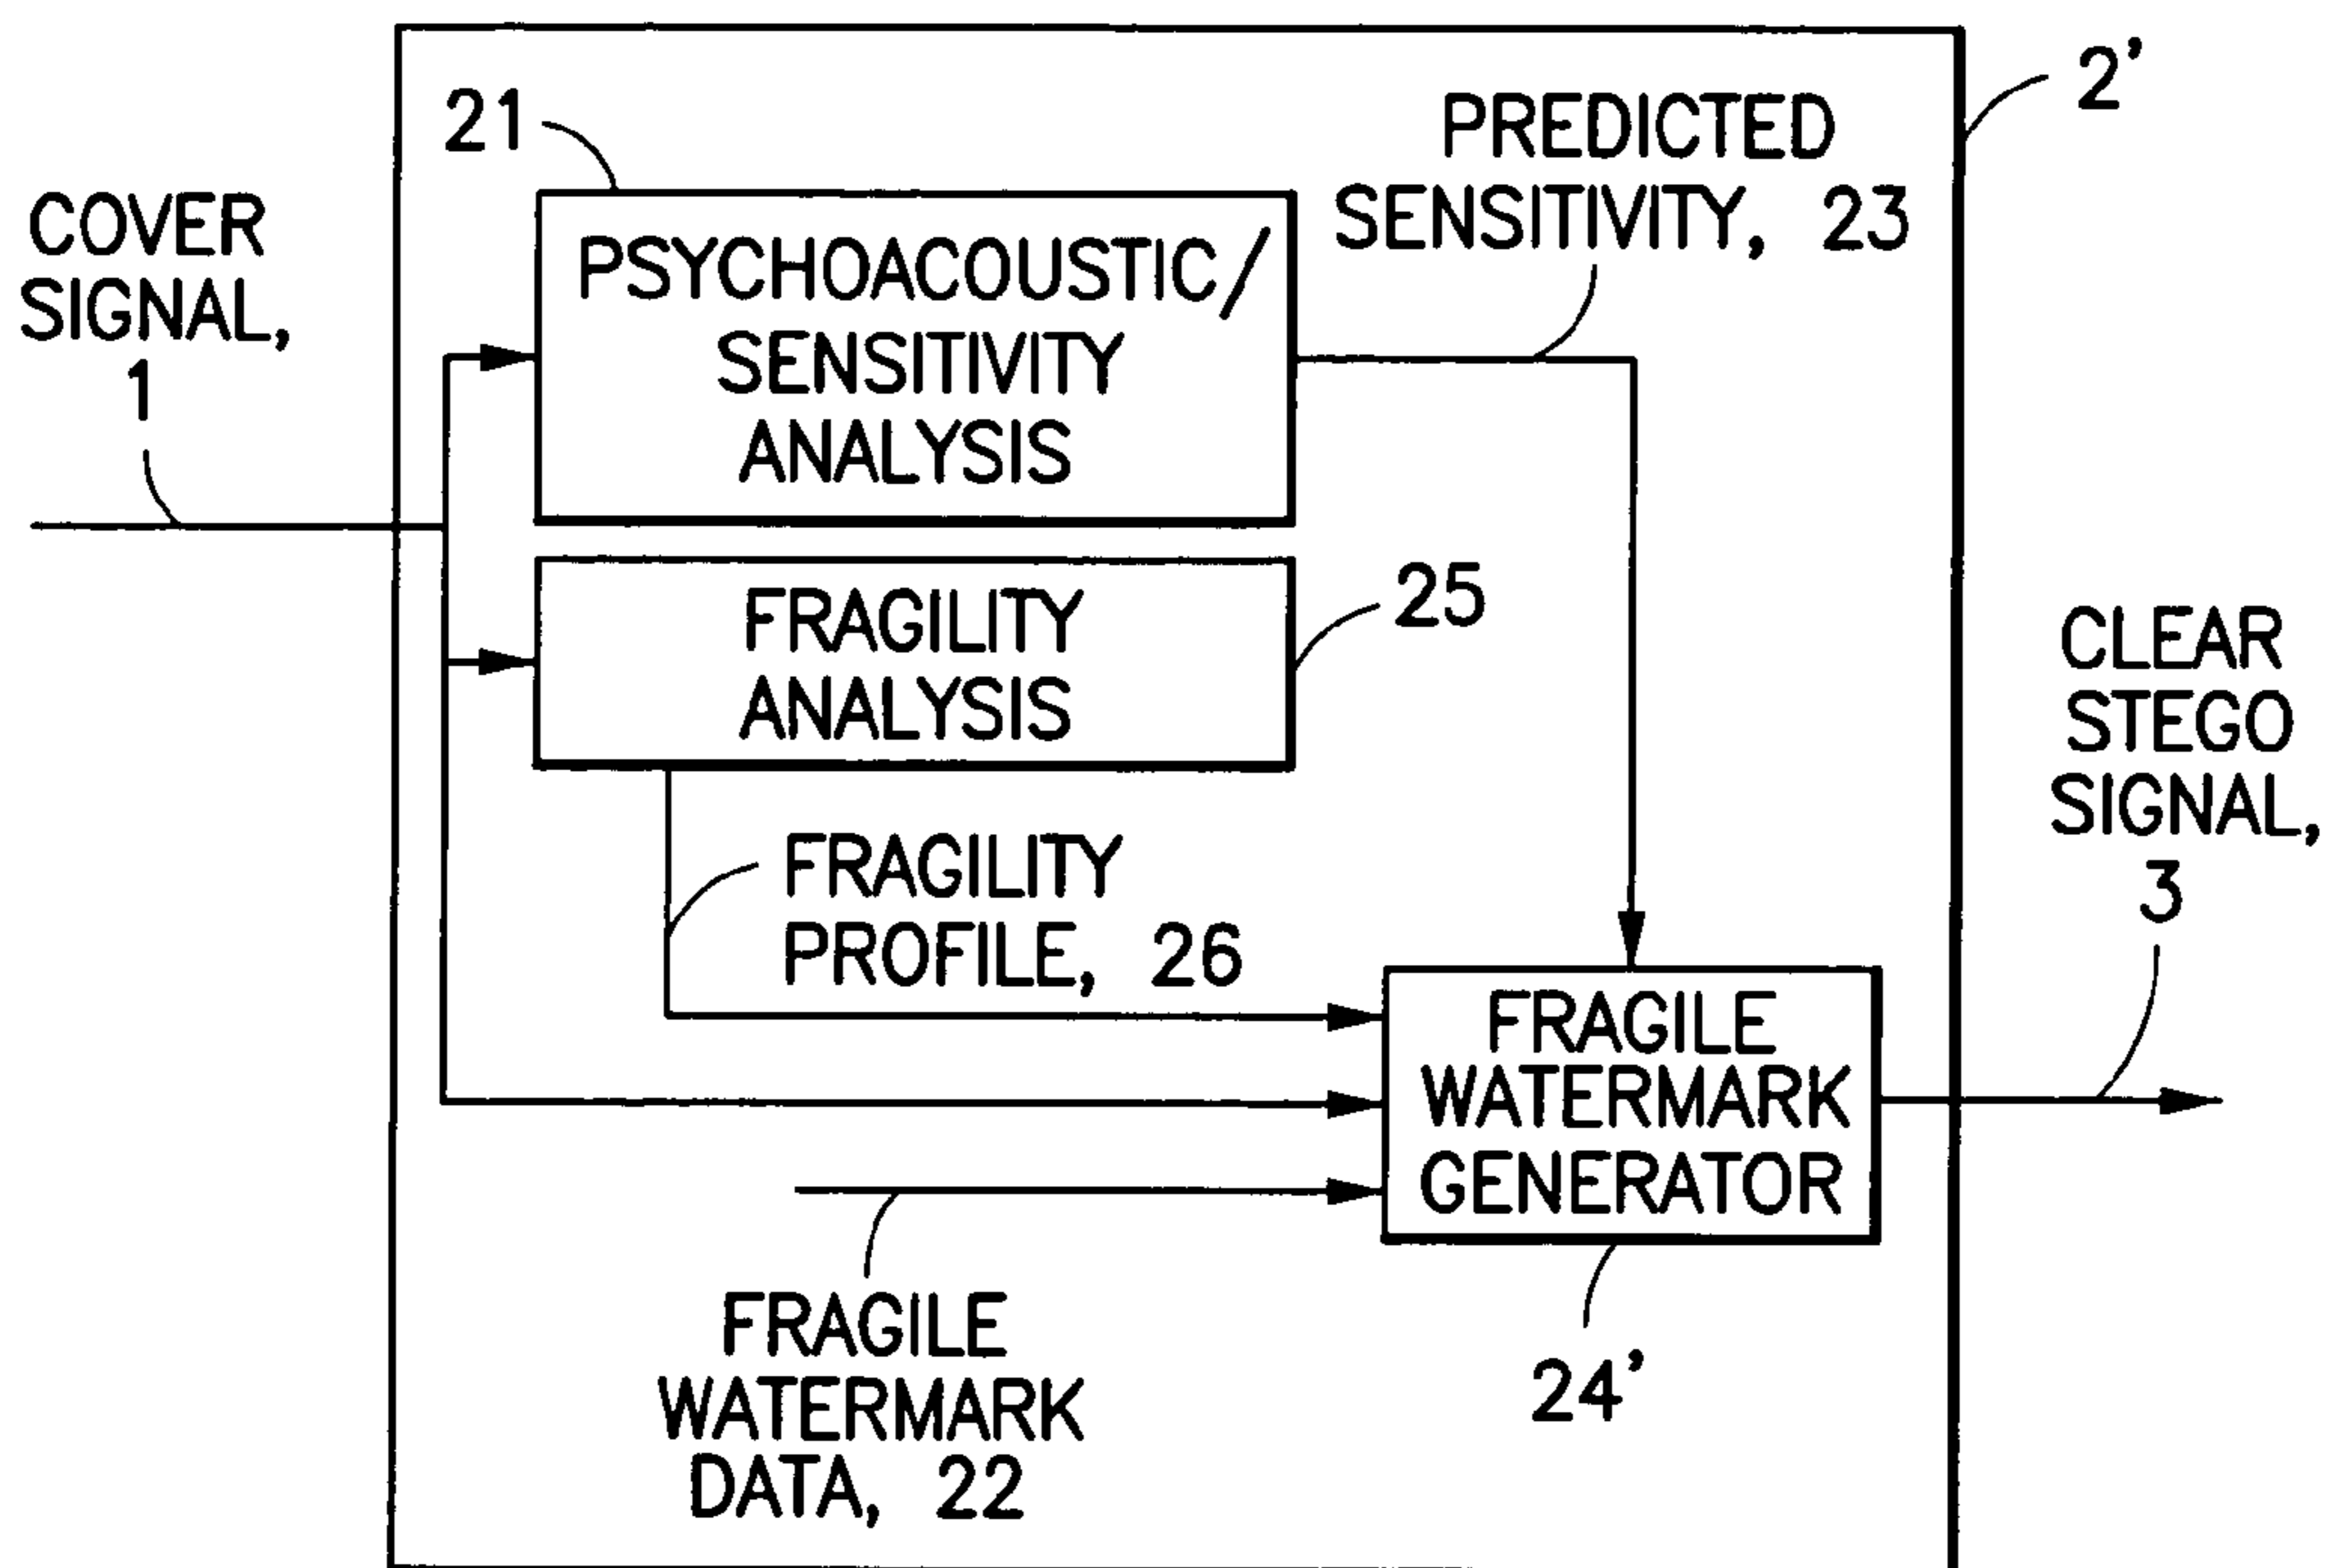 2'
21
PREDICTED
SENSITIVITY, 23
COVER
SIGNAL,
1
PSYCHOACOUSTIC/
SENSITIVITY
ANALYSIS
FRAGILITY
ANALYSIS
25
CLEAR
STEGO
SIGNAL,
3
FRAGILITY
PROFILE, 26
FRAGILE
WATERMARK
GENERATOR
24'
FRAGILE
WATERMARK
DATA, 22